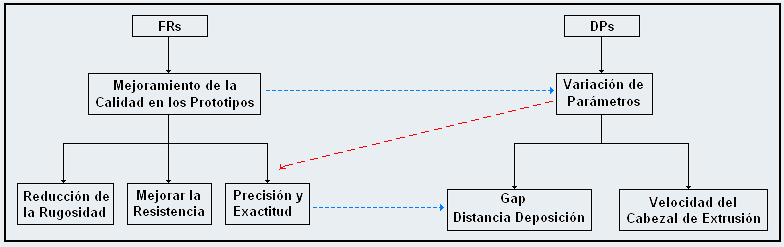 FRs
DPs
Mejoramiento de la
Calidad en los Prototipos
Variación de
Parámetros
Reducción de
la Rugosidad
Mejorar la
Resistencia
Precisión y
Exactitud
Gap
Distancia Deposición
Velocidad del
Cabezal de Extrusión